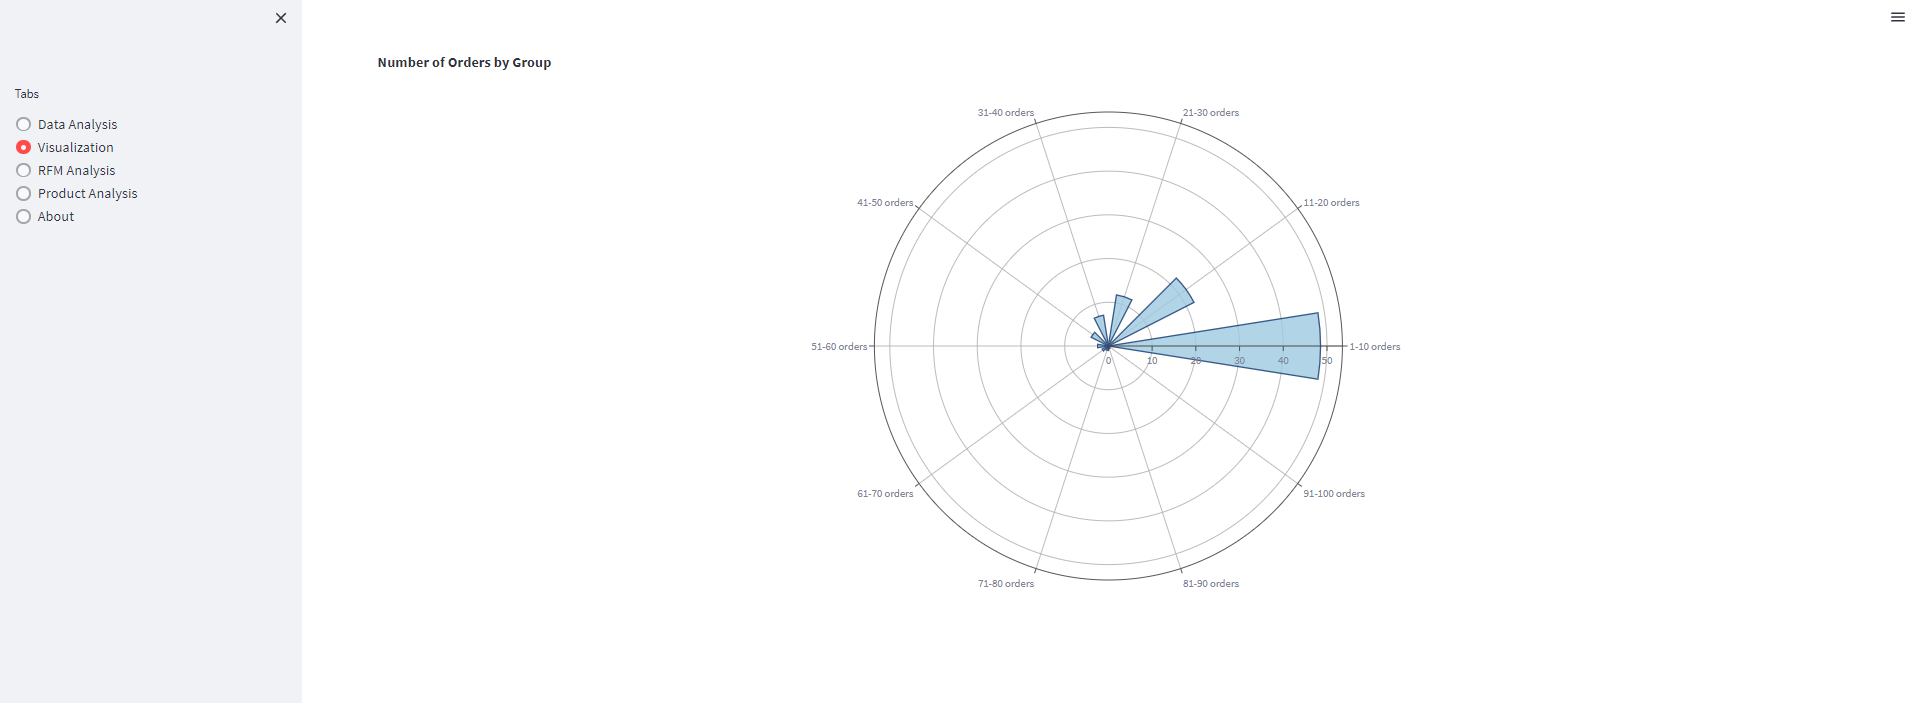 Tabs
Data Analysis
Visualization
RFM Analysis
Product Analysis
About
Number of Orders by Group
31-40 orders
21-30 orders
41-50 orders
11-20 orders
51-60 orders
1-10 orders
0 10 20 30 40 50
61-70 orders
91-100 orders
71-80 orders
81-90 orders